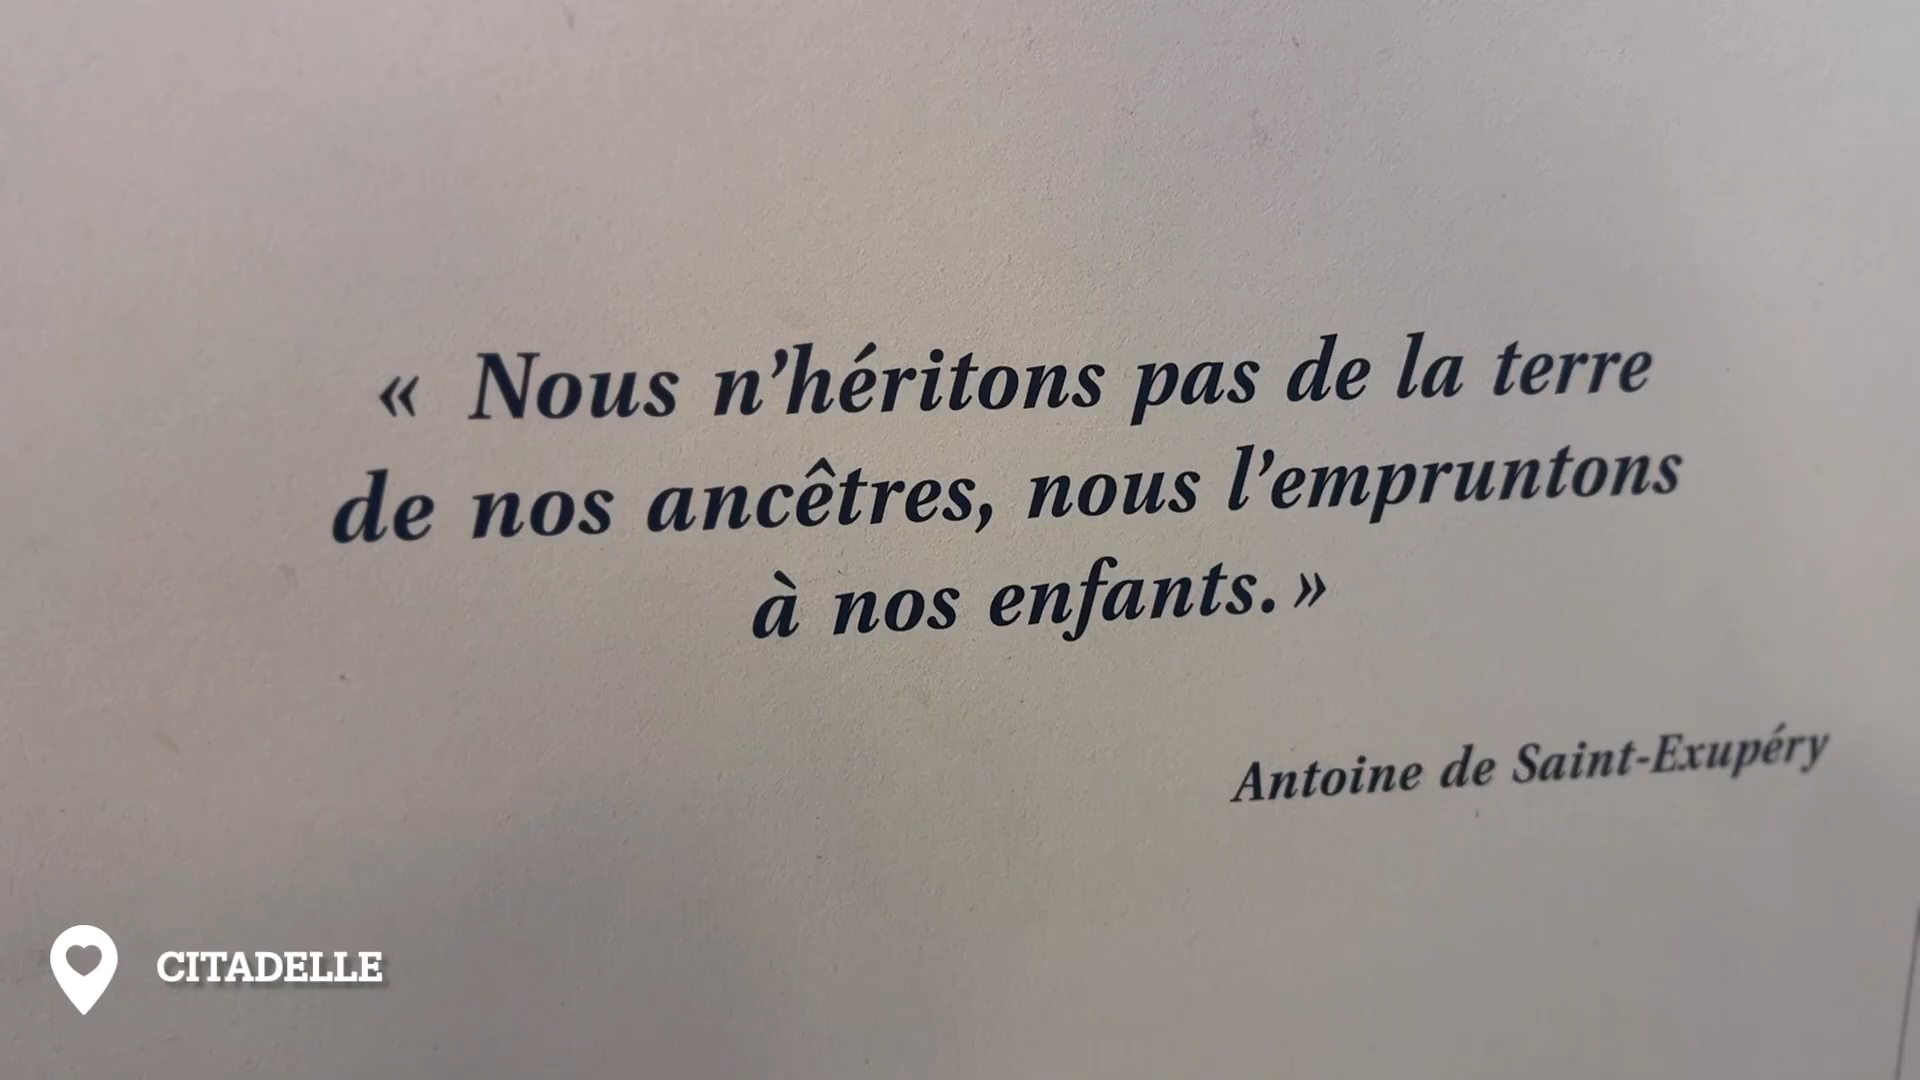 « Nous n’héritons pas de la terre
de nos ancêtres, nous l’empruntons
à nos enfants. »
Antoine de Saint-Exupéry
CITADELLE